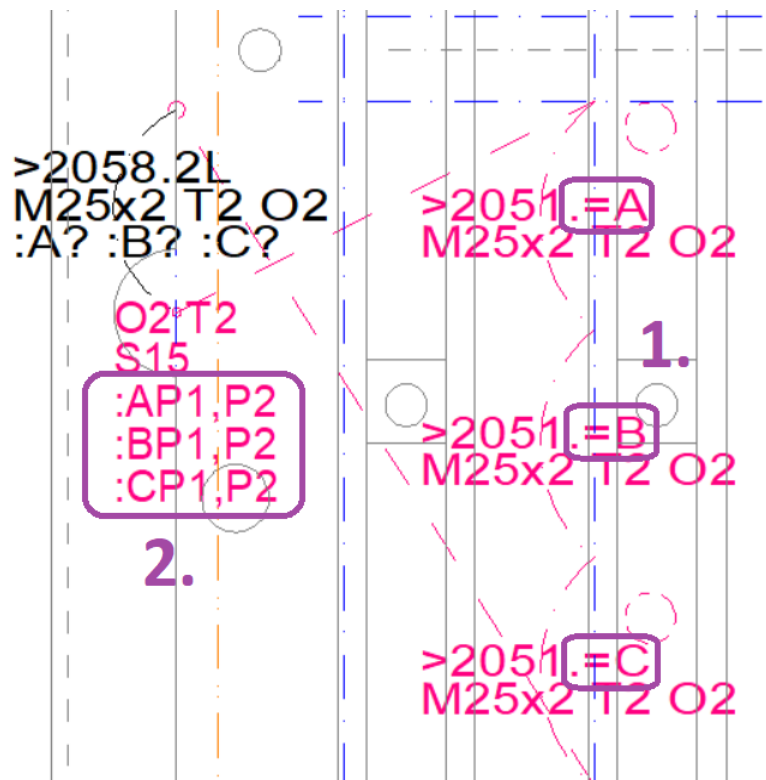 >2058.2L
M25x2 T2 O2
:A? :B? :C?
O2 T2
S15
:AP1,P2
:BP1,P2
:CP1,P2
2.
>2051.=A
M25x2 T2 O2
1.
>2051.=B
M25x2 T2 O2
>2051.=C
M25x2 T2 O2